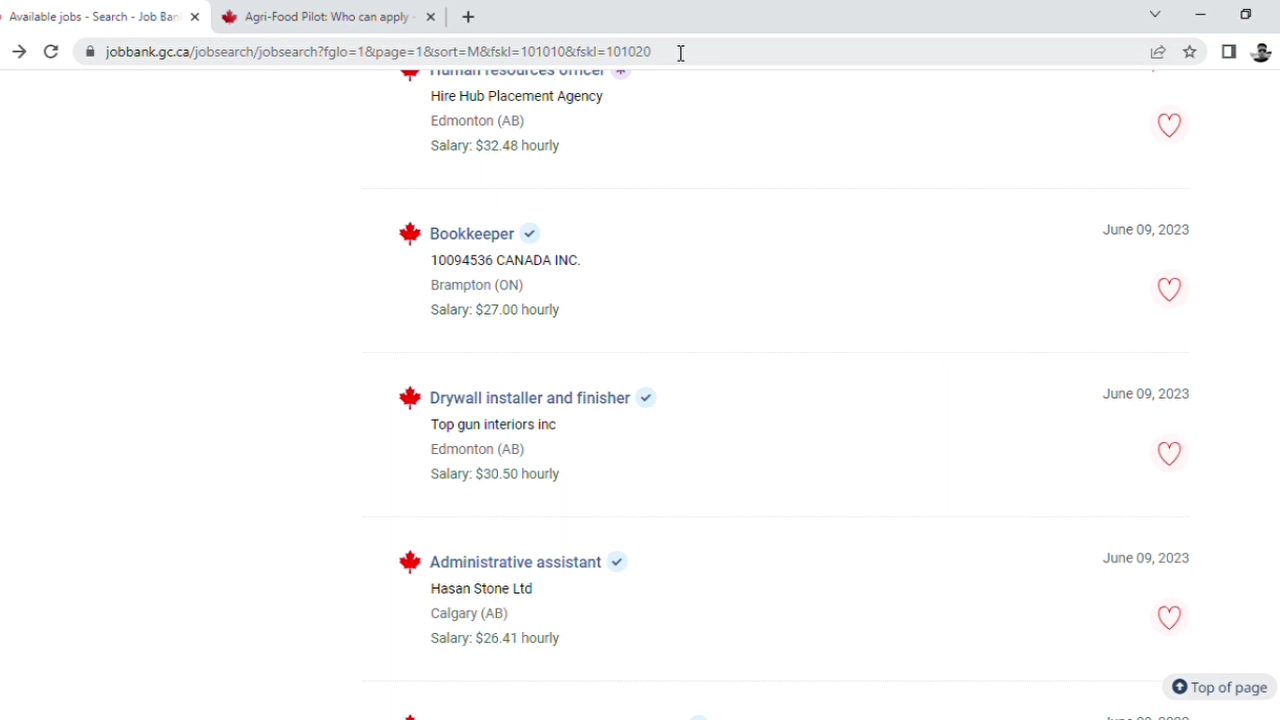 Available jobs - Search - Job Ban
Agri-Food Pilot: Who can apply -
jobbank.gc.ca/jobsearch/jobsearch?fglo=1&page=1&sort=M&fskl=101010&fskl=101020
Human resources officer
Hire Hub Placement Agency
Edmonton (AB)
Salary: $32.48 hourly
Bookkeeper
June 09, 2023
10094536 CANADA INC.
Brampton (ON)
Salary: $27.00 hourly
Drywall installer and finisher
June 09, 2023
Top gun interiors inc
Edmonton (AB)
Salary: $30.50 hourly
Administrative assistant
June 09, 2023
Hasan Stone Ltd
Calgary (AB)
Salary: $26.41 hourly
Top of page